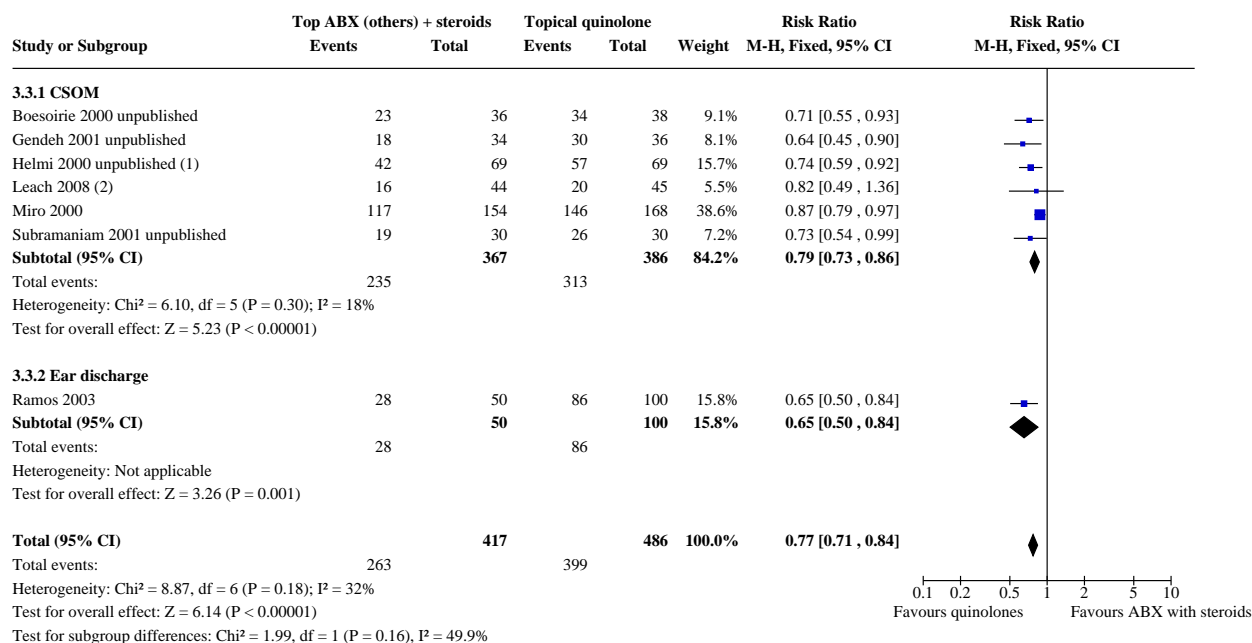 Top ABX (others) + steroids Topical quinolone Risk Ratio Risk Ratio
Study or Subgroup Events Total Events Total Weight M-H, Fixed, 95% CI M-H, Fixed, 95% CI
3.3.1 CSOM
Boesoirie 2000 unpublished 23 36 34 38 9.1% 0.71 [0.55 , 0.93]
Gendeh 2001 unpublished 18 34 30 36 8.1% 0.64 [0.45 , 0.90]
Helmi 2000 unpublished (1) 42 69 57 69 15.7% 0.74 [0.59 , 0.92]
Leach 2008 (2) 16 44 20 45 5.5% 0.82 [0.49 , 1.36]
Miro 2000 117 154 146 168 38.6% 0.87 [0.79 , 0.97]
Subramaniam 2001 unpublished 19 30 26 30 7.2% 0.73 [0.54 , 0.99]
Subtotal (95% CI) 367 386 84.2% 0.79 [0.73 , 0.86]
Total events: 235 313
Heterogeneity: Chi² = 6.10, df = 5 (P = 0.30); I² = 18%
Test for overall effect: Z = 5.23 (P < 0.00001)
3.3.2 Ear discharge
Ramos 2003 28 50 86 100 15.8% 0.65 [0.50 , 0.84]
Subtotal (95% CI) 50 100 15.8% 0.65 [0.50 , 0.84]
Total events: 28 86
Heterogeneity: Not applicable
Test for overall effect: Z = 3.26 (P = 0.001)
Total (95% CI) 417 486 100.0% 0.77 [0.71 , 0.84]
Total events: 263 399
Heterogeneity: Chi² = 8.87, df = 6 (P = 0.18); I² = 32%
Test for overall effect: Z = 6.14 (P < 0.00001)
Test for subgroup differences: Chi² = 1.99, df = 1 (P = 0.16), I² = 49.9%
0.1 0.2 0.5 1 2 5 10
Favours quinolones Favours ABX with steroids